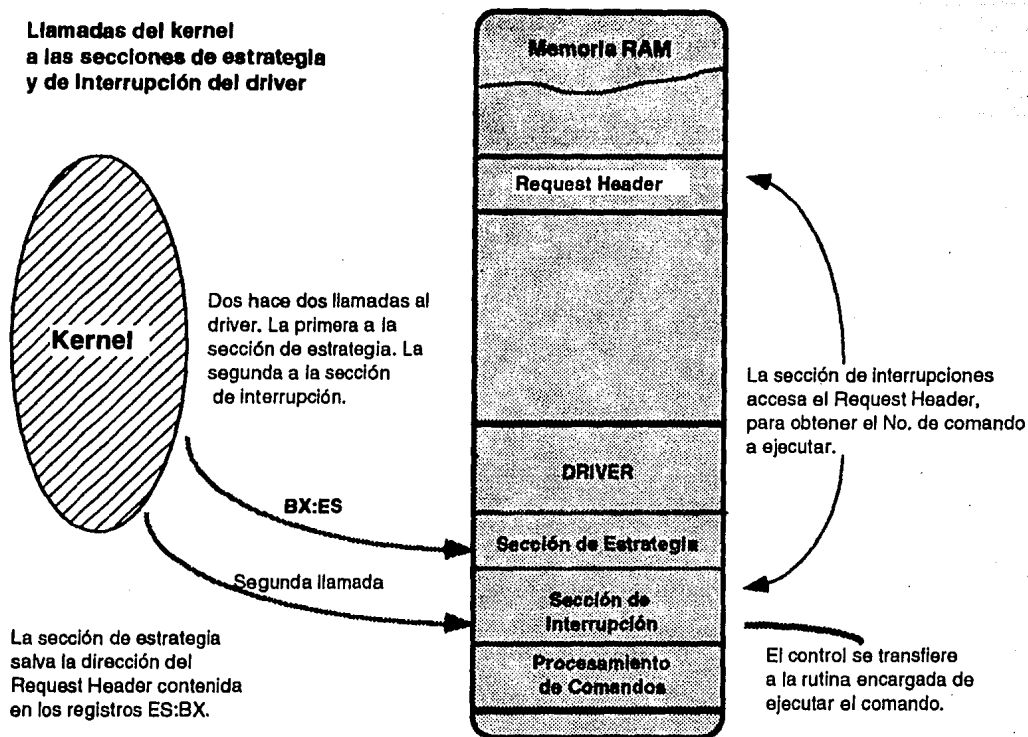 Llamadas del kernel
a las secciones de estrategia
y de Interrupción del driver
Memoria RAM
Request Header
Kernel
Dos hace dos llamadas al
driver. La primera a la
sección de estrategia. La
segunda a la sección
de interrupción.
La sección de interrupciones
accesa el Request Header,
para obtener el No. de comando
a ejecutar.
DRIVER
BX:ES
Sección de Estrategia
Segunda llamada
Sección de
Interrupción
La sección de estrategia
salva la dirección del
Request Header contenida
en los registros ES:BX.
Procesamiento
de Comandos
El control se transfiere
a la rutina encargada de
ejecutar el comando.